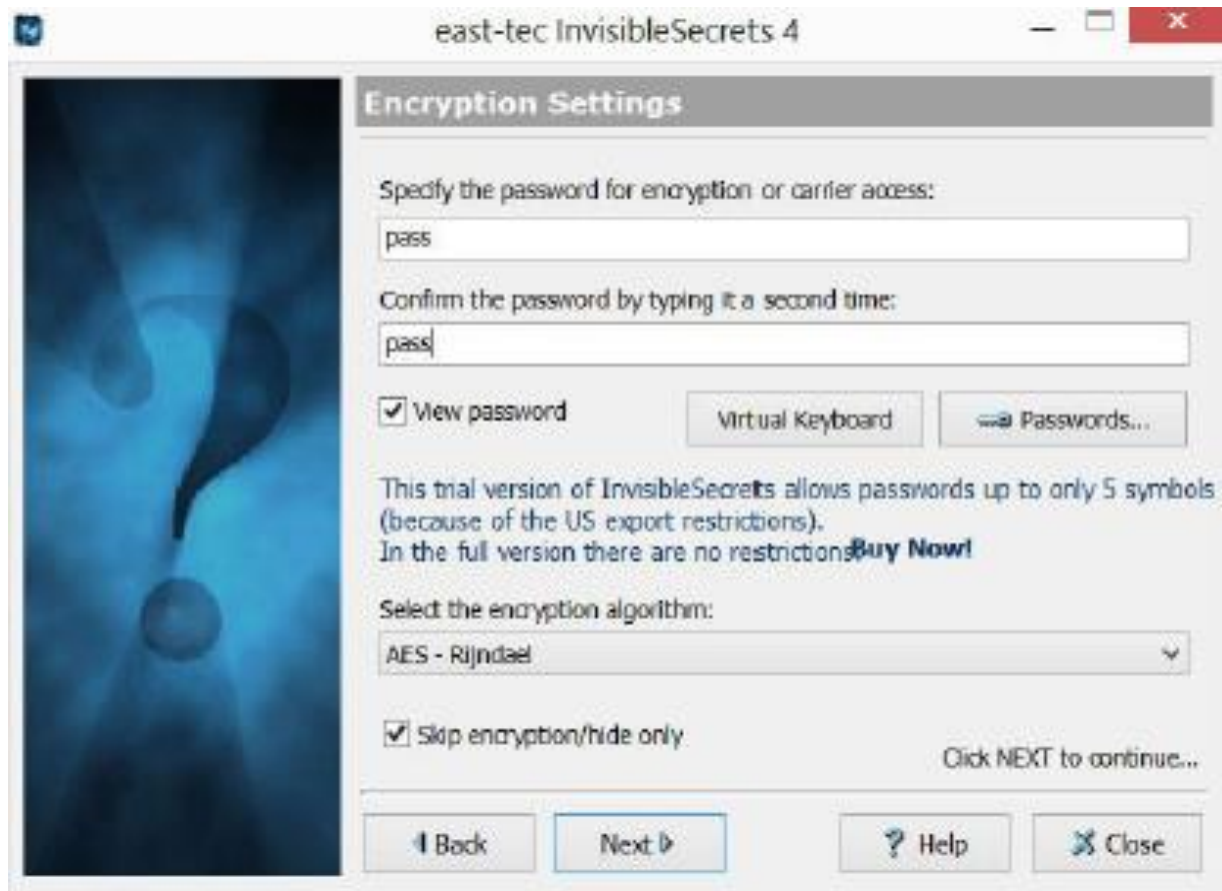 east-tec InvisibleSecrets 4
Encryption Settings
Specify the password for encryption or carrier access:
pass
Confirm the password by typing it a second time:
pass
View password
Virtual Keyboard
Passwords...
This trial version of InvisibleSecrets allows passwords up to only 5 symbols
(because of the US export restrictions).
In the full version there are no restrictions Buy Now!
Select the encryption algorithm:
AES - Rijndael
Skip encryption/hide only
Click NEXT to continue...
Back
Next
? Help
Close